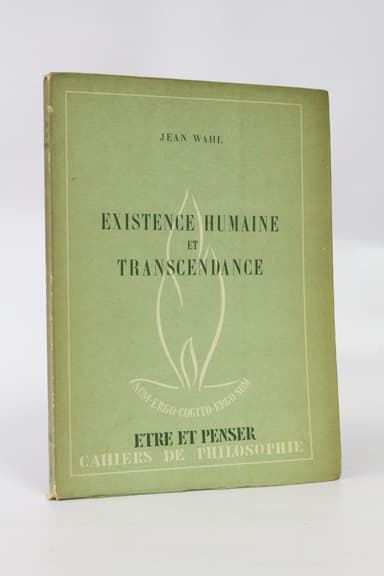 JEAN WAHL
EXISTENCE HUMAINE
ET
TRANSCENDANCE
SUM-ERGO-COGITO-ERGO-SUM
ETRE ET PENSER
CAHIERS DE PHILOSOPHIE